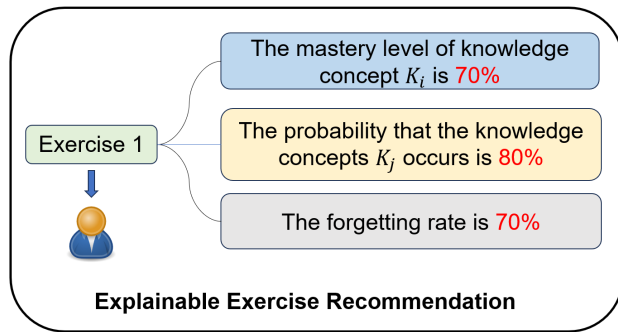 The mastery level of knowledge
concept K_i is 70%
Exercise 1
The probability that the knowledge
concepts K_j occurs is 80%
The forgetting rate is 70%
Explainable Exercise Recommendation